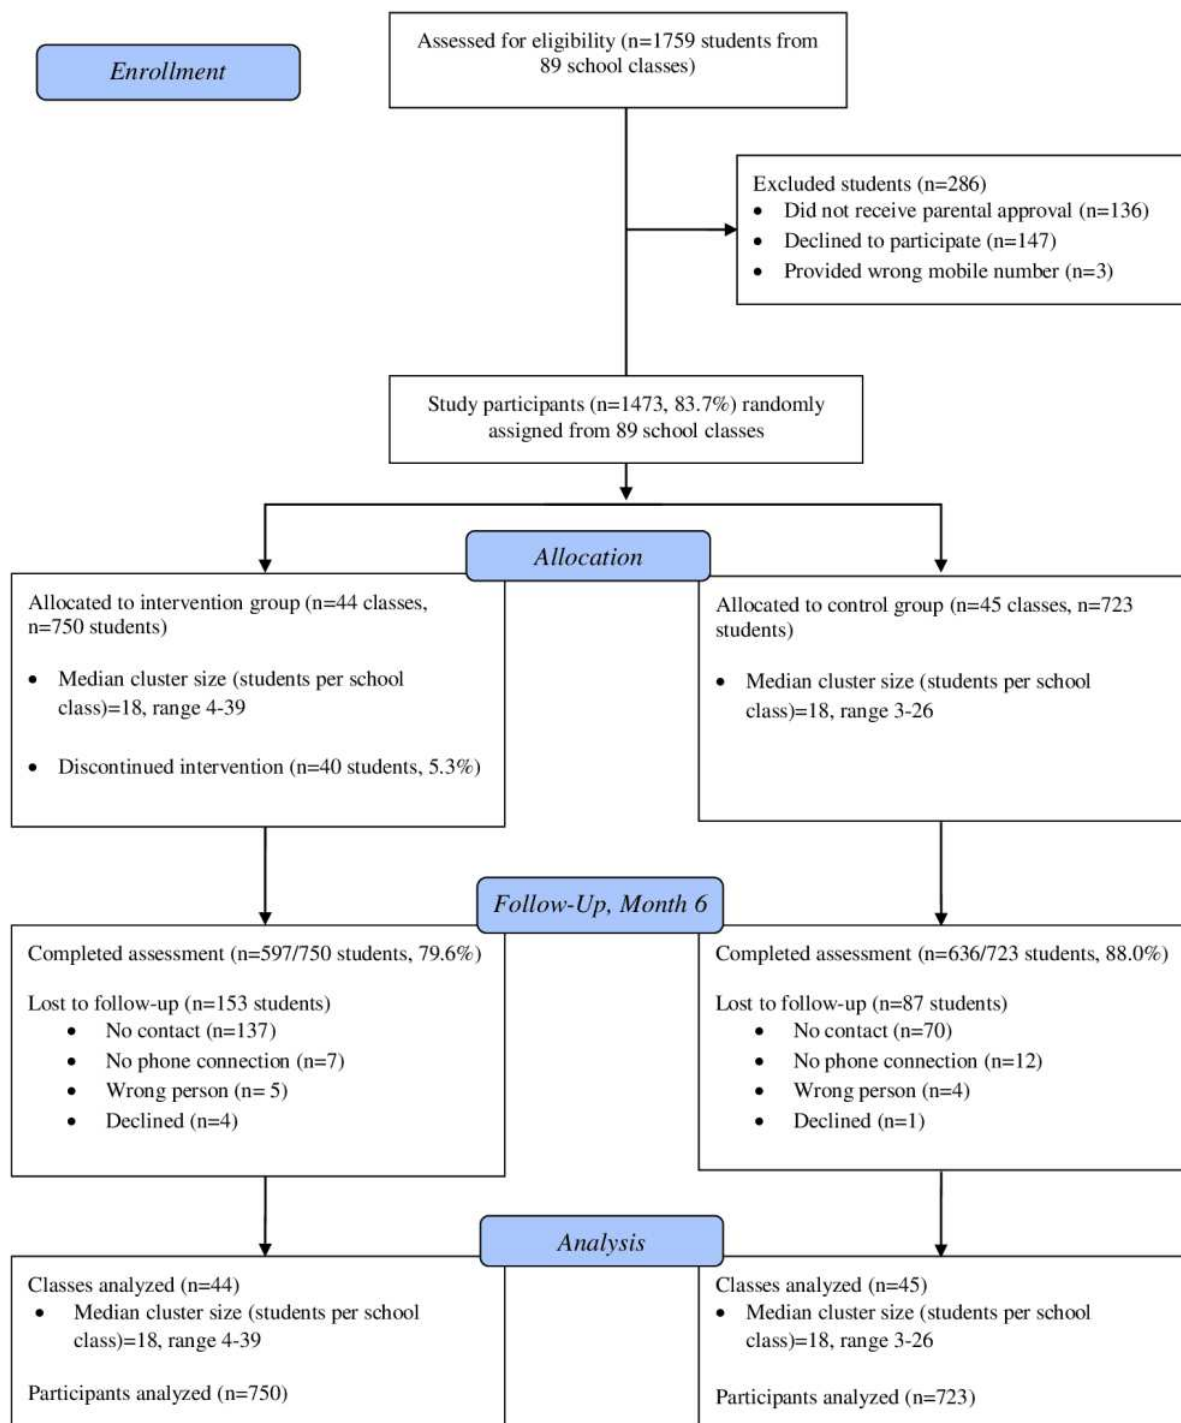 Enrollment
Assessed for eligibility (n=1759 students from
89 school classes)
Excluded students (n=286)
• Did not receive parental approval (n=136)
• Declined to participate (n=147)
• Provided wrong mobile number (n=3)
Study participants (n=1473, 83.7%) randomly
assigned from 89 school classes
Allocation
Allocated to intervention group (n=44 classes,
n=750 students)
• Median cluster size (students per school
class)=18, range 4-39
• Discontinued intervention (n=40 students, 5.3%)
Allocated to control group (n=45 classes, n=723
students)
• Median cluster size (students per school
class)=18, range 3-26
Follow-Up, Month 6
Completed assessment (n=597/750 students, 79.6%)
Lost to follow-up (n=153 students)
• No contact (n=137)
• No phone connection (n=7)
• Wrong person (n= 5)
• Declined (n=4)
Completed assessment (n=636/723 students, 88.0%)
Lost to follow-up (n=87 students)
• No contact (n=70)
• No phone connection (n=12)
• Wrong person (n=4)
• Declined (n=1)
Analysis
Classes analyzed (n=44)
• Median cluster size (students per school
class)=18, range 4-39
Participants analyzed (n=750)
Classes analyzed (n=45)
• Median cluster size (students per school
class)=18, range 3-26
Participants analyzed (n=723)